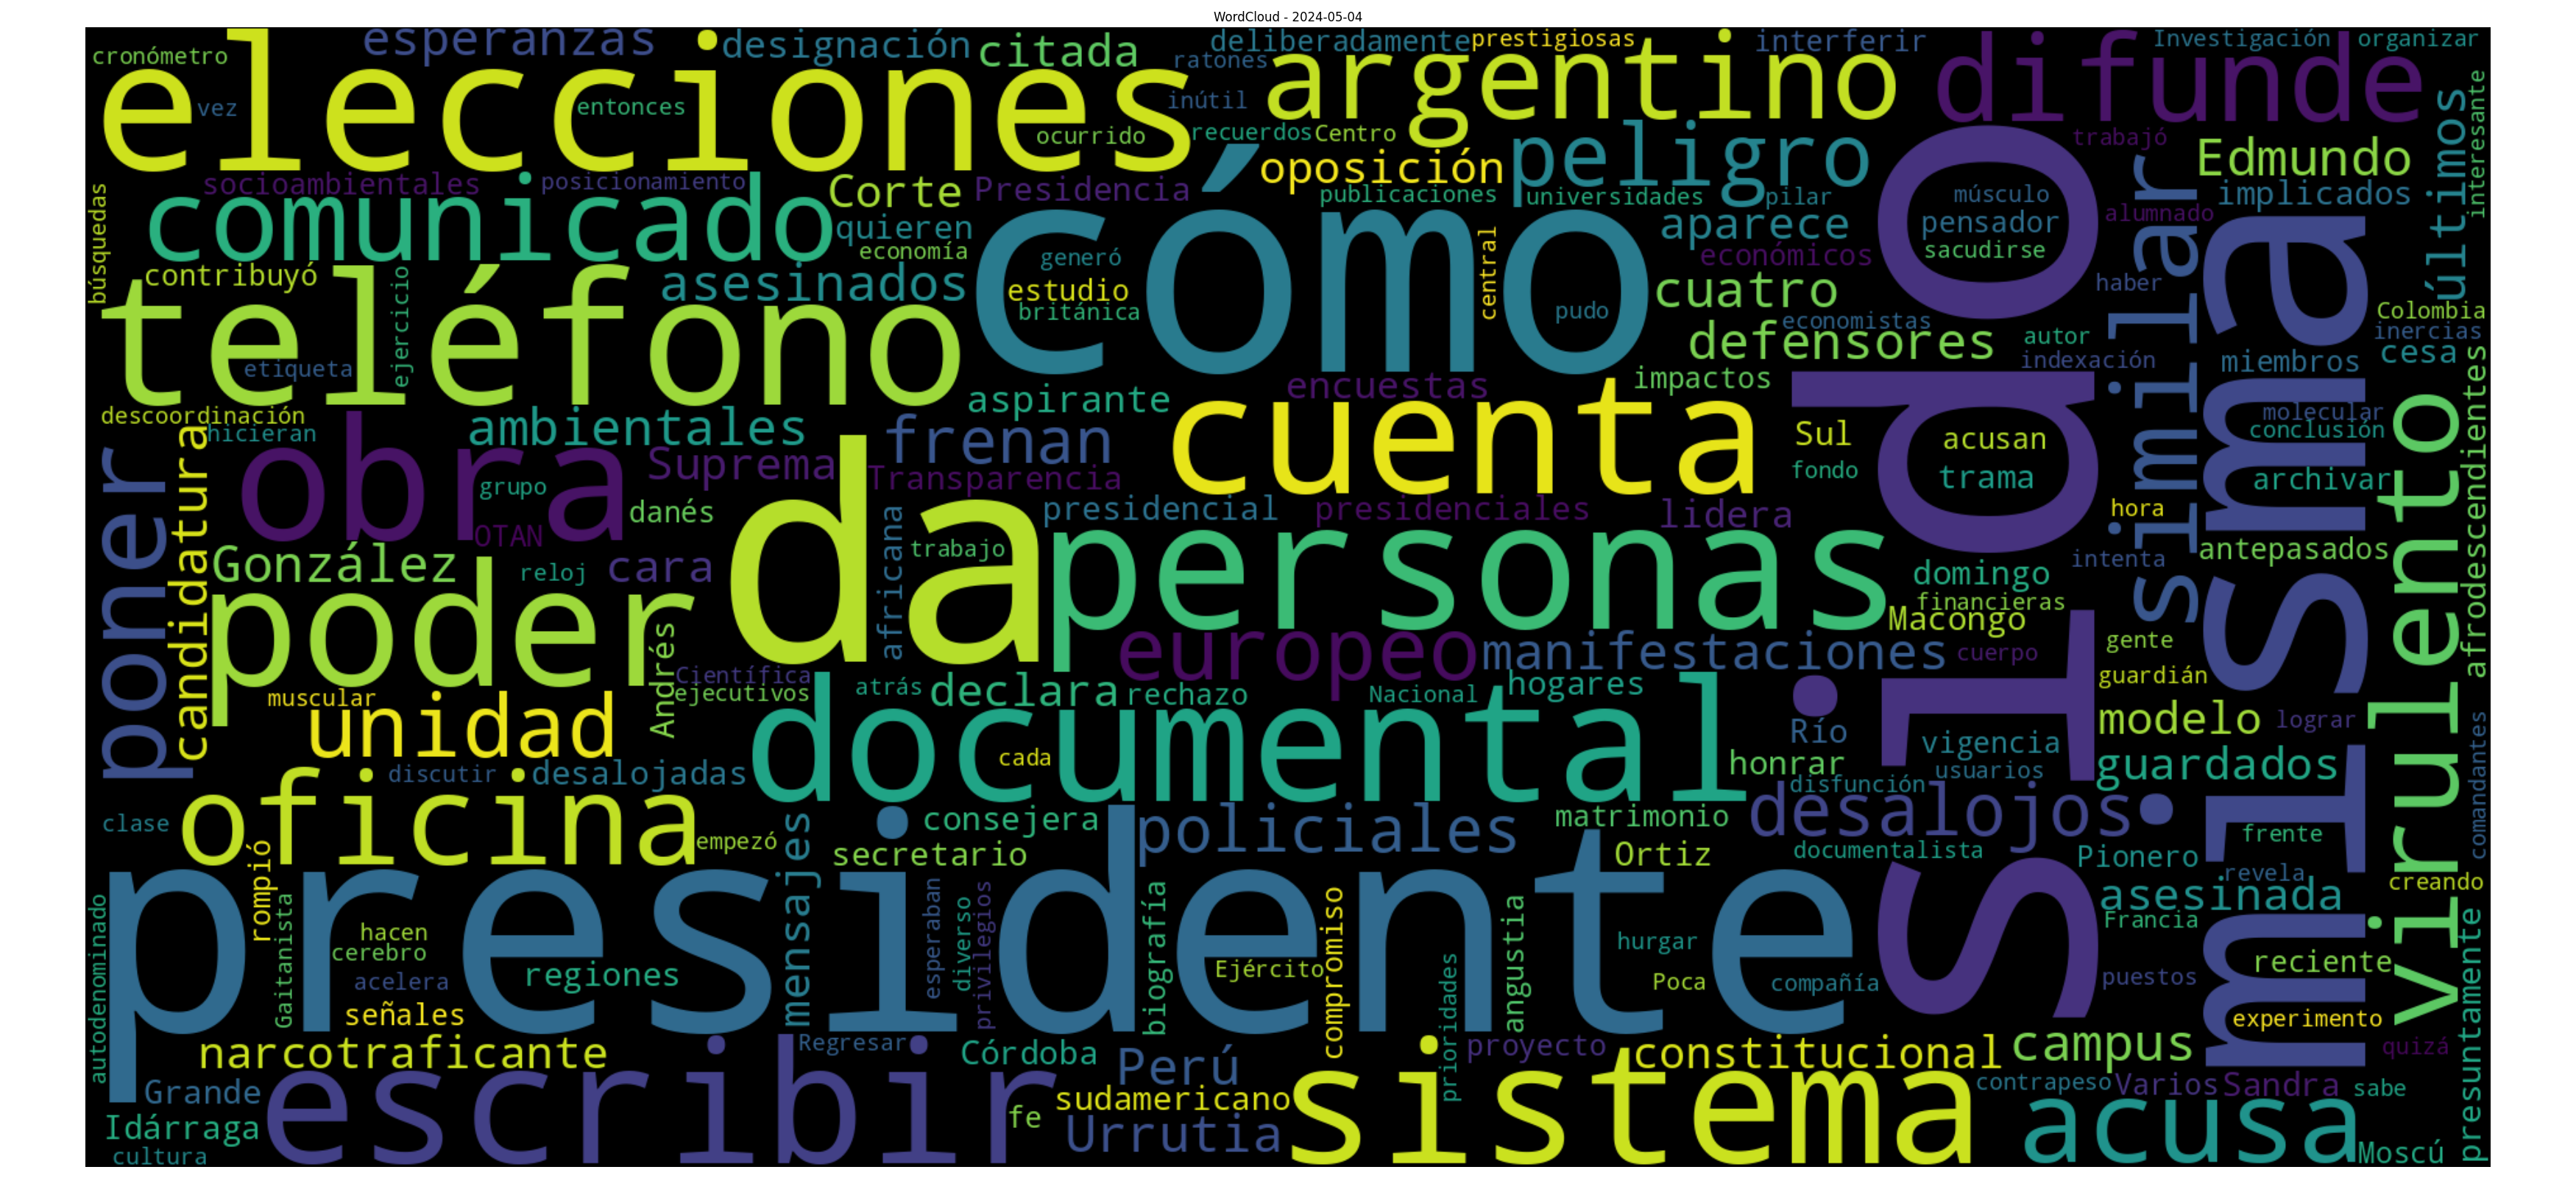 WordCloud - 2024-05-04
elecciones
cronómetro
vez
esperanzas
entonces
designación
citada
ocurrido
deliberadamente
prestigiosas
ratones
inútil
recuerdos
Centro
argentino
interferir
difunde
Investigación
organizar
trabajó
interesante
últimos
Edmundo
implicados
alumnado
socioambientales
posicionamiento
comunicado
Corte
Presidencia
quieren
economía
oposición
publicaciones
peligro
universidades
pilar
aparece
económicos
músculo
pensador
sacudirse
haber
similar
búsquedas
contribuyó
ejercicio
asesinados
teléfono
etiqueta
cómo
generó
estudio
británica
central
pudo
cuatro
defensores
economistas
autor
indexación
impactos
Colombia
inercias
cesa
miembros
sido
misma
descoordinación
hicieran
ambientales
aspirante
encuestas
cuenta
frenan
Suprema
Transparencia
obra
grupo
OTAN
danés
poner
candidatura
González
reloj
cara
poder
Andrés
da
africana
trabajo
presidencial
presidenciales
lidera
personas
Sul
fondo
acusan
trama
molecular
conclusión
archivar
hora
antepasados
intenta
virulento
afrodescendientes
domingo
financieras
Macongo
gente
cuerpo
guardián
europeo
manifestaciones
Científica
ejecutivos
atrás
declara
rechazo
Nacional
hogares
muscular
unidad
discutir
desalojadas
documental
cada
Río
honrar
vigencia
usuarios
disfunción
modelo
lograr
guardados
comandantes
clase
oficina
empezó
mensajes
consejera
secretario
policiales
matrimonio
desalojos
Ortiz
documentalista
Pionero
frente
revela
creando
asesinada
Francia
presidente
rompió
Gaitanista
autodenominado
hacen
cerebro
acelera
señales
regiones
esperaban
diverso
privilegios
biografía
Ejército
compromiso
angustia
prioridades
hurgar
Poca
compañía
puestos
reciente
experimento
quizá
presuntamente
narcotraficante
Regresar
Córdoba
Perú
proyecto
constitucional
campus
Grande
Idárraga
cultura
escribir
fe
sudamericano
Urrutia
sistema
contrapeso
Varios
Sandra
sabe
acusa
Moscú